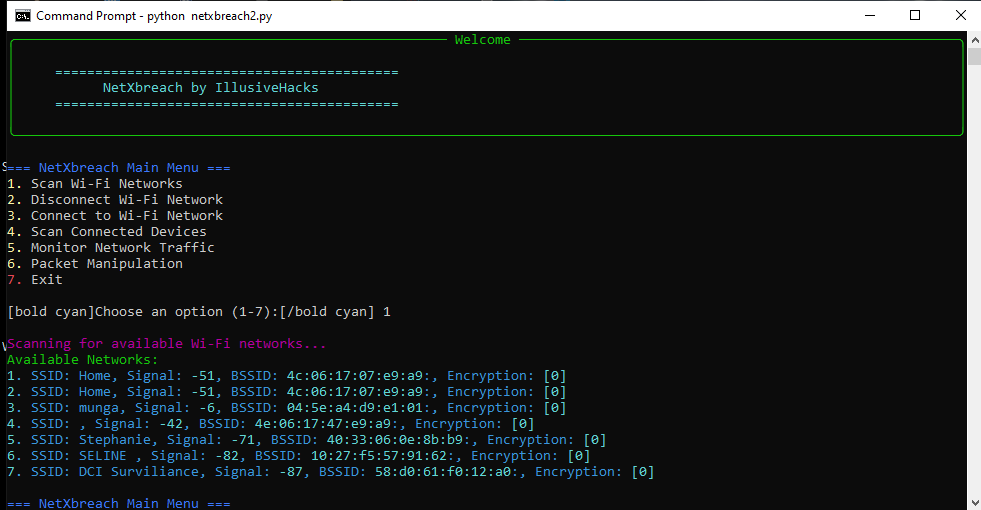 Command Prompt - python netxbreach2.py
Welcome
===========================================
NetXbreach by IllusiveHacks
===========================================
=== NetXbreach Main Menu ===
1. Scan Wi-Fi Networks
2. Disconnect Wi-Fi Network
3. Connect to Wi-Fi Network
4. Scan Connected Devices
5. Monitor Network Traffic
6. Packet Manipulation
7. Exit
[bold cyan]Choose an option (1-7):[/bold cyan] 1
Scanning for available Wi-Fi networks...
Available Networks:
1. SSID: Home, Signal: -51, BSSID: 4c:06:17:07:e9:a9:, Encryption: [0]
2. SSID: Home, Signal: -51, BSSID: 4c:06:17:07:e9:a9:, Encryption: [0]
3. SSID: munga, Signal: -6, BSSID: 04:5e:a4:d9:e1:01:, Encryption: [0]
4. SSID: , Signal: -42, BSSID: 4e:06:17:47:e9:a9:, Encryption: [0]
5. SSID: Stephanie, Signal: -71, BSSID: 40:33:06:0e:8b:b9:, Encryption: [0]
6. SSID: SELINE , Signal: -82, BSSID: 10:27:f5:57:91:62:, Encryption: [0]
7. SSID: DCI Surviliance, Signal: -87, BSSID: 58:d0:61:f0:12:a0:, Encryption: [0]
=== NetXbreach Main Menu ===